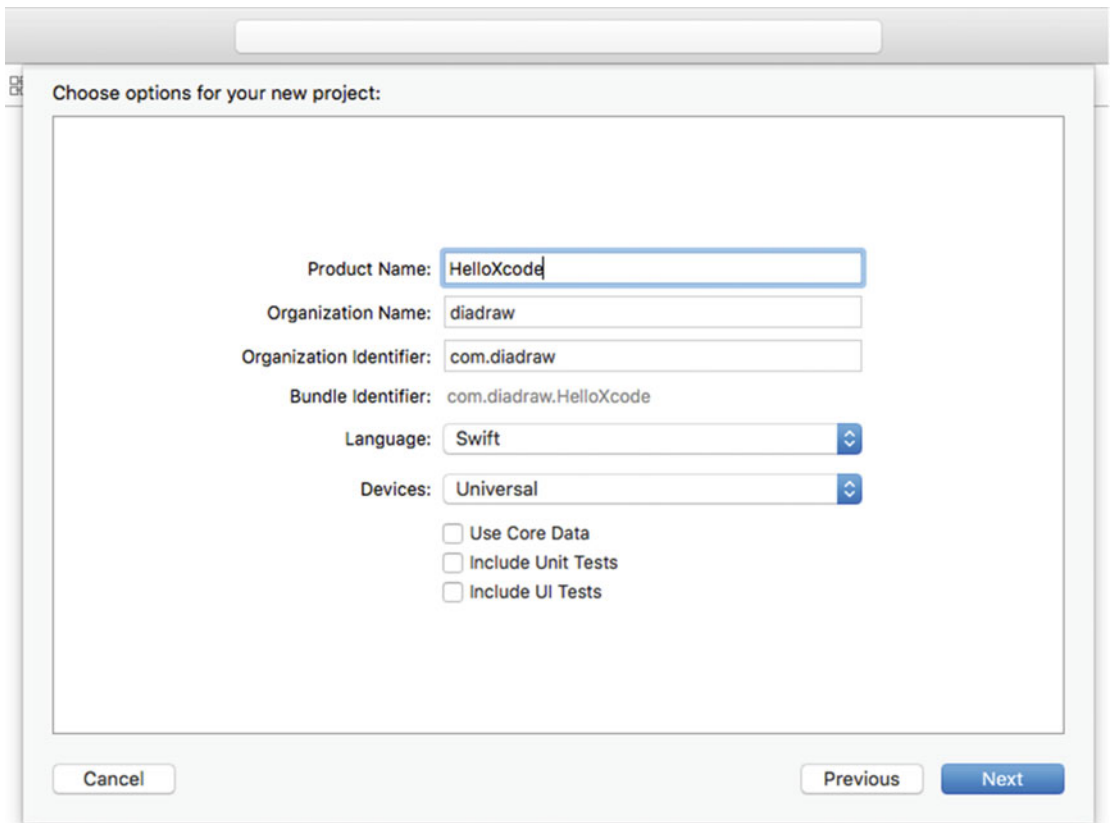 Choose options for your new project:
Product Name: HelloXcode
Organization Name: diadraw
Organization Identifier: com.diadraw
Bundle Identifier: com.diadraw.HelloXcode
Language: Swift
Devices: Universal
Use Core Data
Include Unit Tests
Include UI Tests
Cancel Previous Next